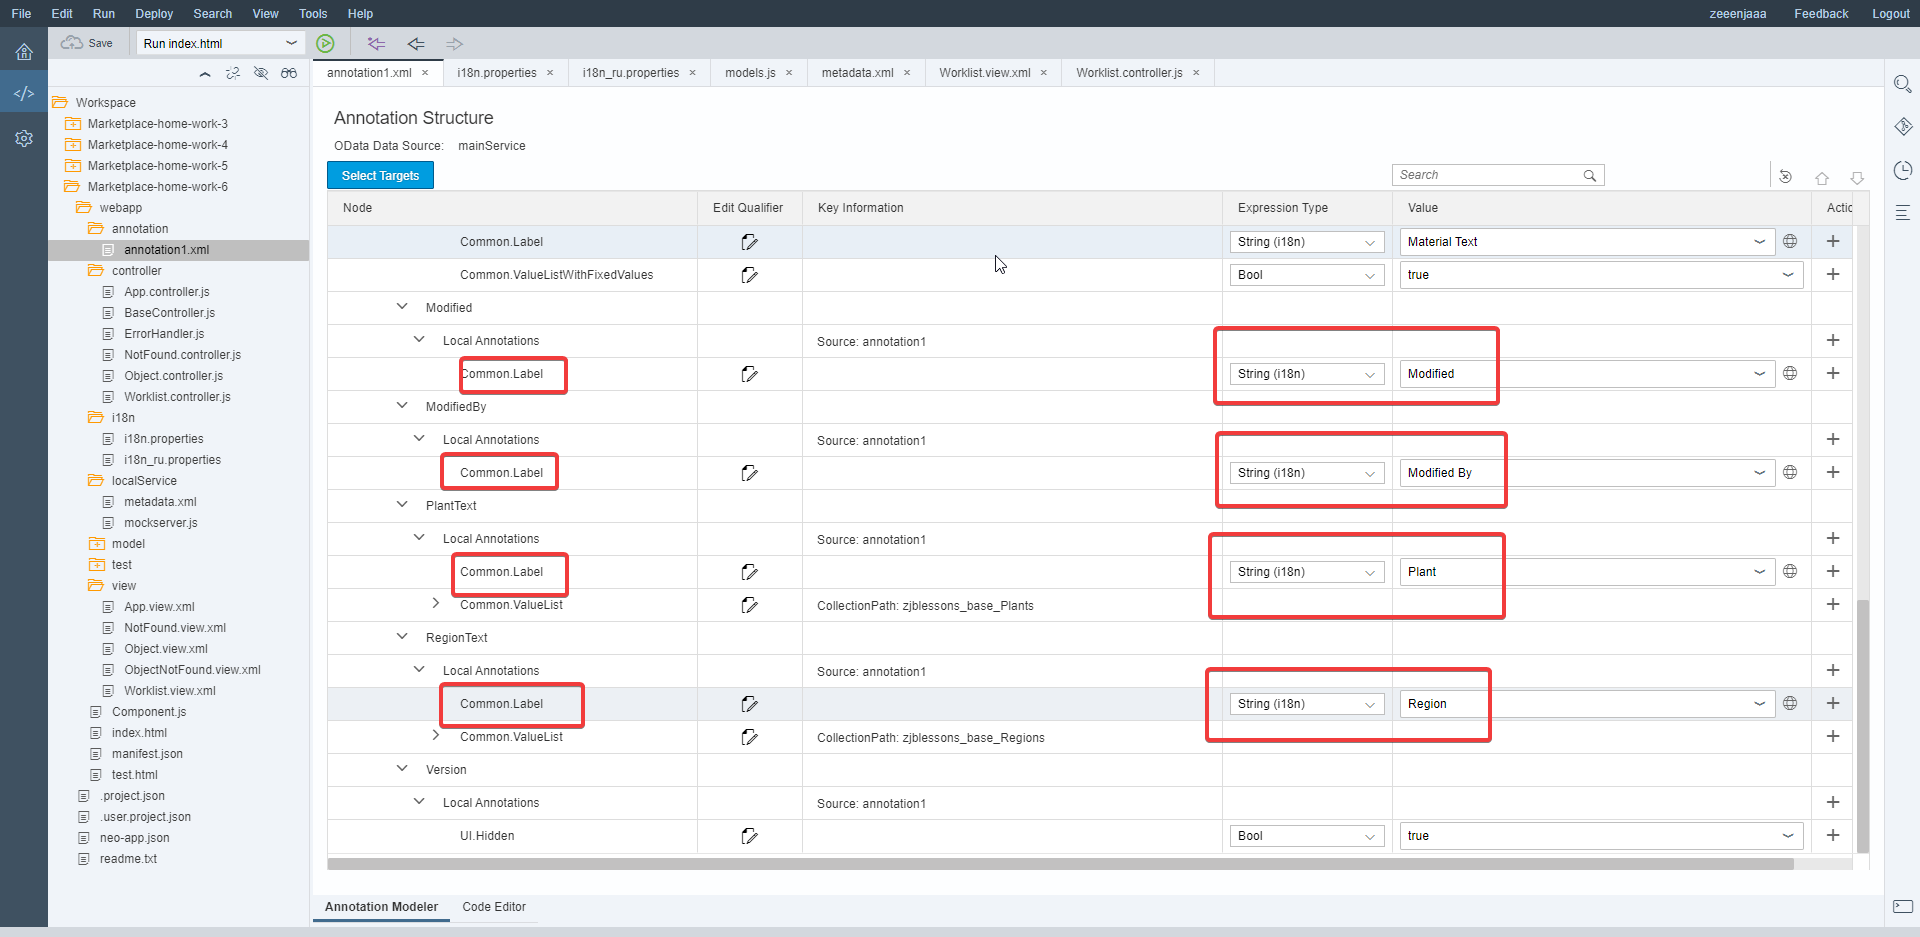 File Edit Run Deploy Search View Tools Help zeeenjaaa Feedback Logout
Save Run index.html
annotation1.xml × i18n.properties × i18n_ru.properties × models.js × metadata.xml × Worklist.view.xml × Worklist.controller.js ×
Workspace
Marketplace-home-work-3
Marketplace-home-work-4
Marketplace-home-work-5
Marketplace-home-work-6
webapp
annotation
annotation1.xml
controller
App.controller.js
BaseController.js
ErrorHandler.js
NotFound.controller.js
Object.controller.js
Worklist.controller.js
i18n
i18n.properties
i18n_ru.properties
localService
metadata.xml
mockserver.js
model
test
view
App.view.xml
NotFound.view.xml
Object.view.xml
ObjectNotFound.view.xml
Worklist.view.xml
Component.js
index.html
manifest.json
test.html
.project.json
.user.project.json
neo-app.json
readme.txt
Annotation Structure
OData Data Source: mainService
Select Targets Search
Node Edit Qualifier Key Information Expression Type Value Actic
Common.Label String (i18n) Material Text
Common.ValueListWithFixedValues Bool true
Modified
Local Annotations Source: annotation1
Common.Label String (i18n) Modified
ModifiedBy
Local Annotations Source: annotation1
Common.Label String (i18n) Modified By
PlantText
Local Annotations Source: annotation1
Common.Label String (i18n) Plant
Common.ValueList CollectionPath: zjblessons_base_Plants
RegionText
Local Annotations Source: annotation1
Common.Label String (i18n) Region
Common.ValueList CollectionPath: zjblessons_base_Regions
Version
Local Annotations Source: annotation1
UI.Hidden Bool true
Annotation Modeler Code Editor